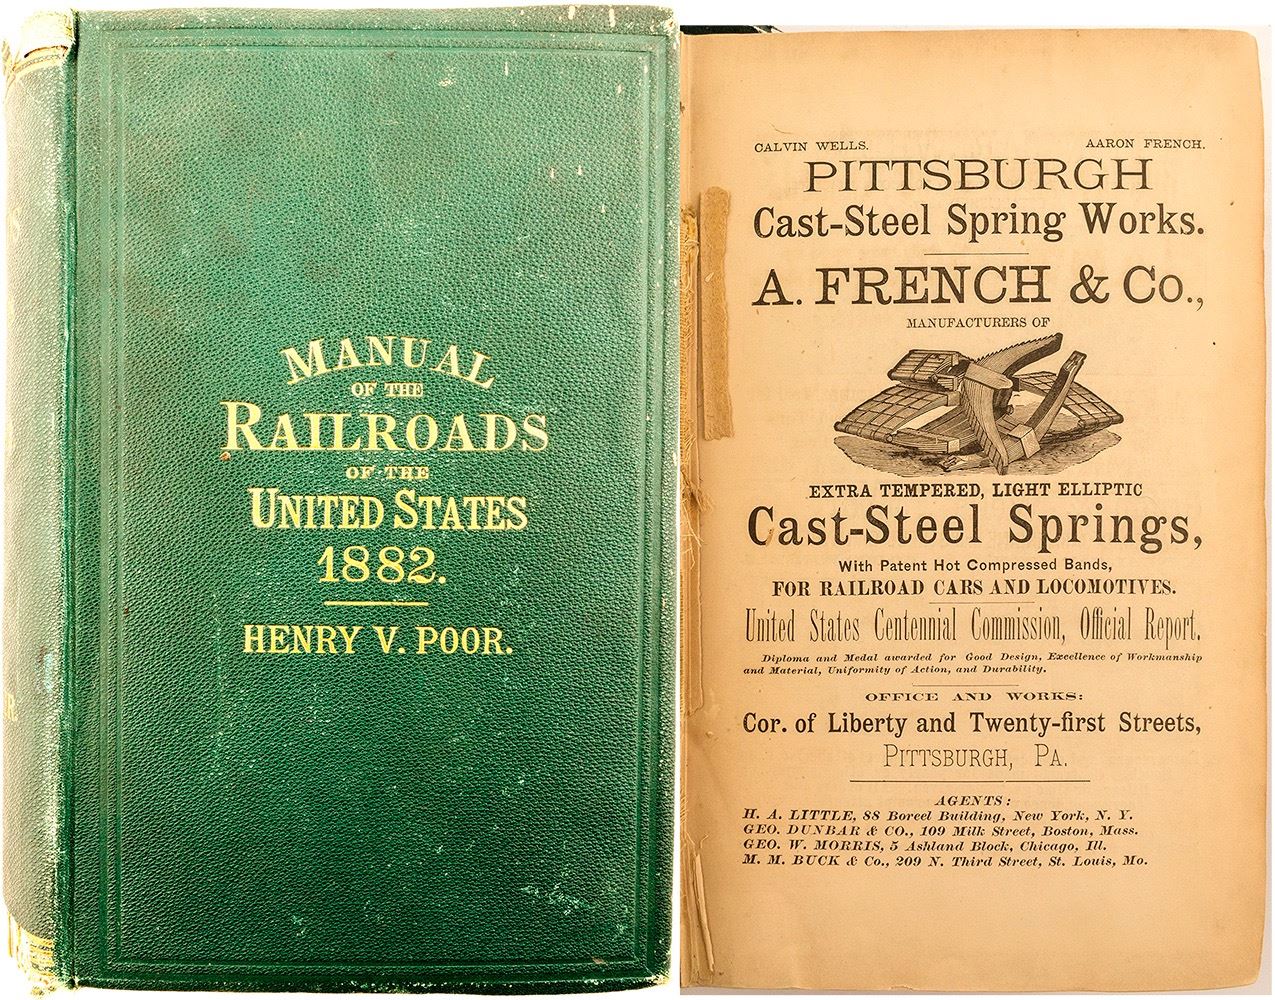 MANUAL
OF THE
RAILROADS
OF THE
UNITED STATES
1882.
HENRY V. POOR.
CALVIN WELLS. AARON FRENCH.
PITTSBURGH
Cast-Steel Spring Works.
A. FRENCH & Co.,
MANUFACTURERS OF
EXTRA TEMPERED, LIGHT ELLIPTIC
Cast-Steel Springs,
With Patent Hot Compressed Bands,
FOR RAILROAD CARS AND LOCOMOTIVES.
United States Centennial Commission, Official Report.
Diploma and Medal awarded for Good Design, Excellence of Workmanship
and Material, Uniformity of Action, and Durability.
OFFICE AND WORKS:
Cor. of Liberty and Twenty-first Streets,
PITTSBURGH, PA.
AGENTS:
H. A. LITTLE, 88 Boreel Building, New York, N. Y.
GEO. DUNBAR & CO., 109 Milk Street, Boston, Mass.
GEO. W. MORRIS, 5 Ashland Block, Chicago, Ill.
M. M. BUCK & Co., 209 N. Third Street, St. Louis, Mo.